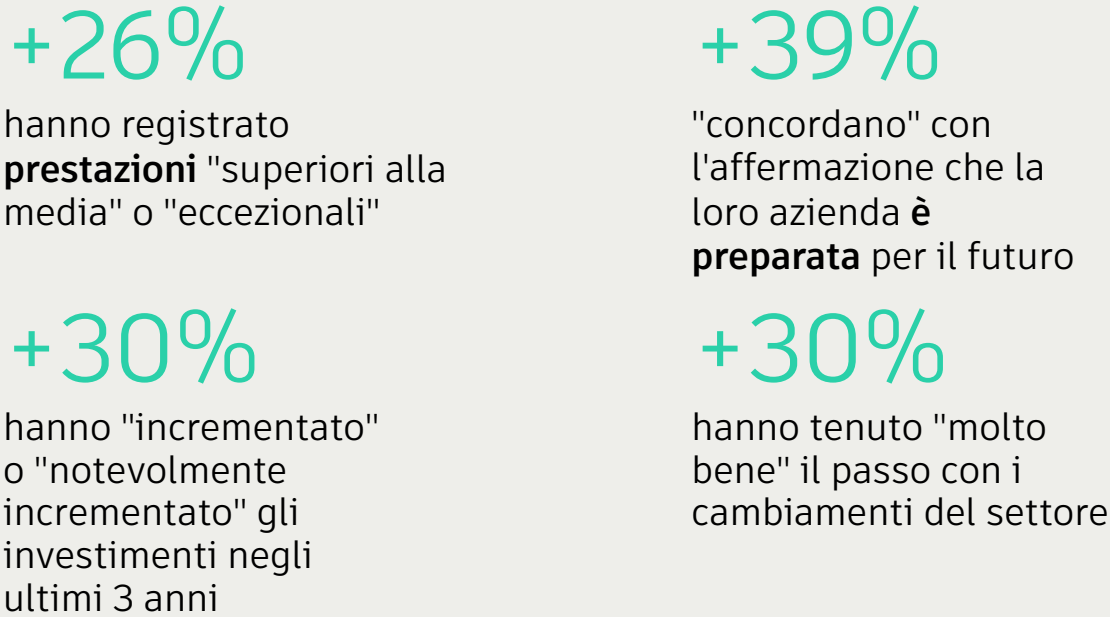 +26%
hanno registrato
prestazioni "superiori alla
media" o "eccezionali"
+39%
"concordano" con
l'affermazione che la
loro azienda è
preparata per il futuro
+30%
hanno "incrementato"
o "notevolmente
incrementato" gli
investimenti negli
ultimi 3 anni
+30%
hanno tenuto "molto
bene" il passo con i
cambiamenti del settore